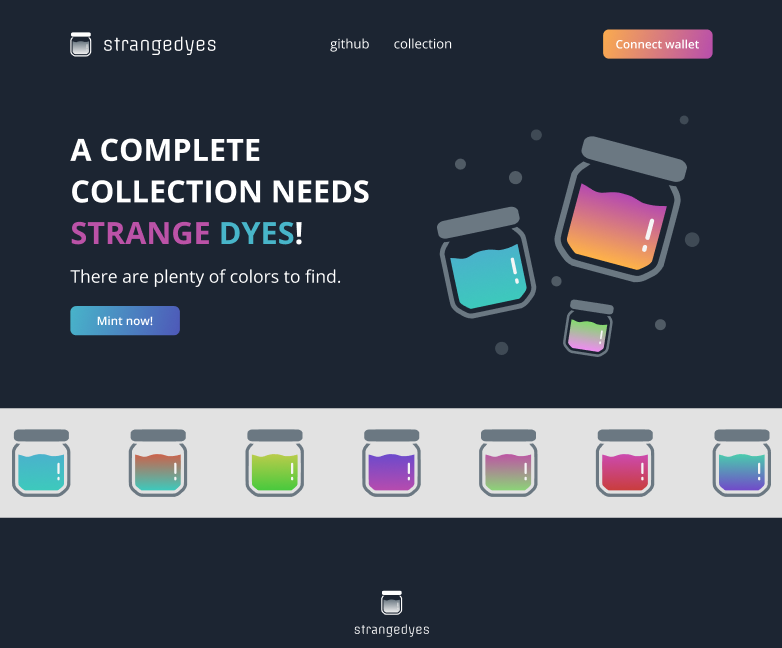 strangedyes
github
collection
Connect wallet
A COMPLETE
COLLECTION NEEDS
STRANGE DYES!
There are plenty of colors to find.
Mint now!
strangedyes